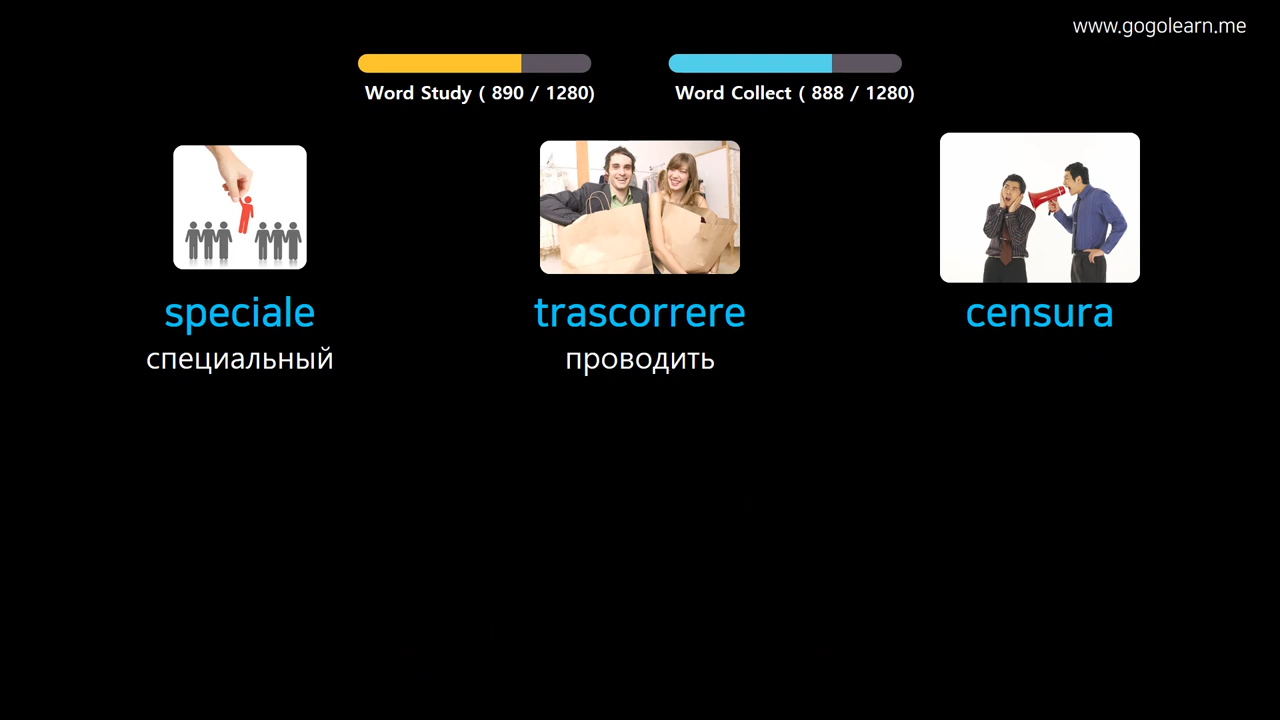 www.gogolearn.me
Word Study ( 890 / 1280)
Word Collect ( 888 / 1280)
speciale
trascorrere
censura
специальный
проводить